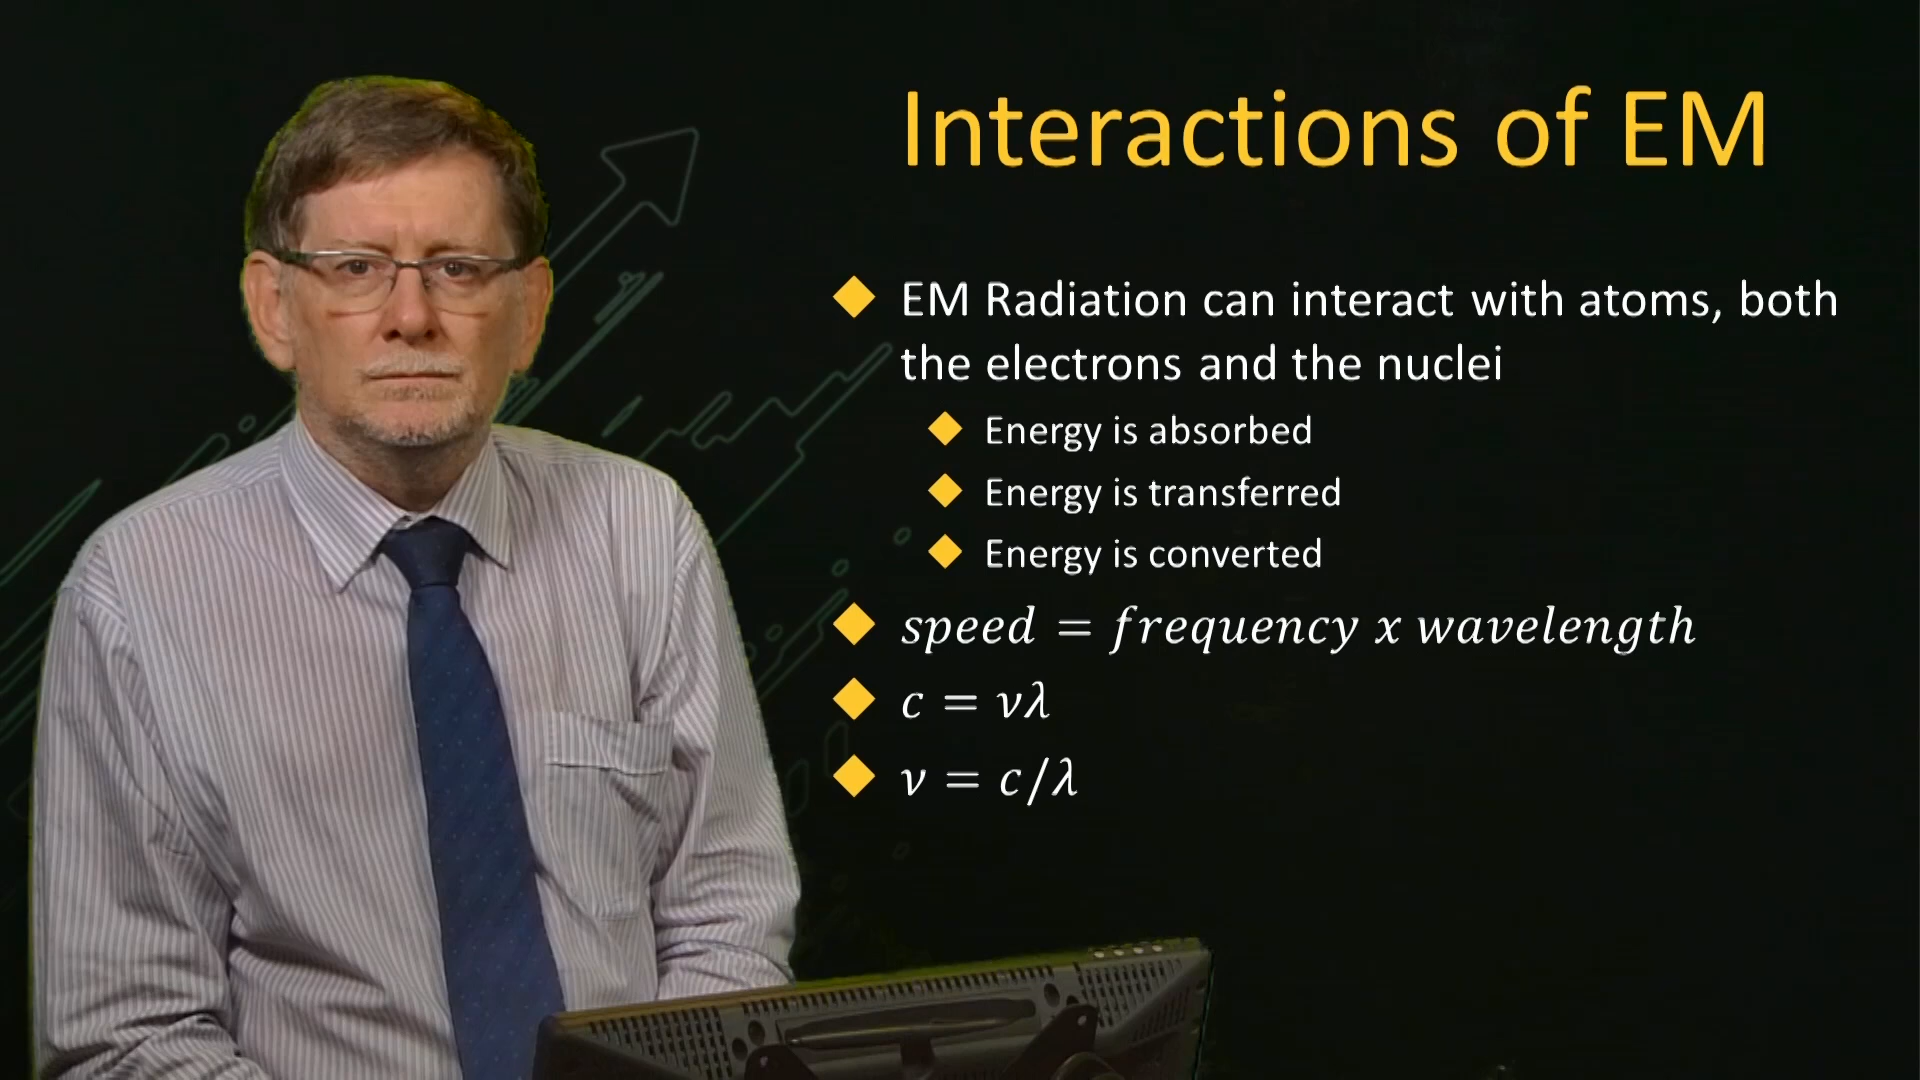 Interactions of EM
EM Radiation can interact with atoms, both
the electrons and the nuclei
Energy is absorbed
Energy is transferred
Energy is converted
speed = frequency x wavelength
c = νλ
ν = c/λ